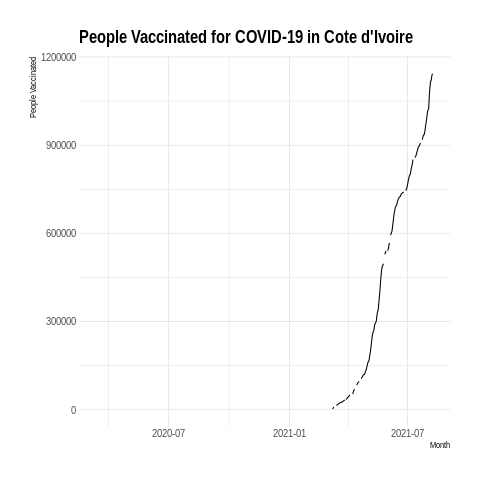 People Vaccinated for COVID-19 in Cote d'Ivoire
People Vaccinated
1200000
900000
600000
300000
0
2020-07 2021-01 2021-07
Month